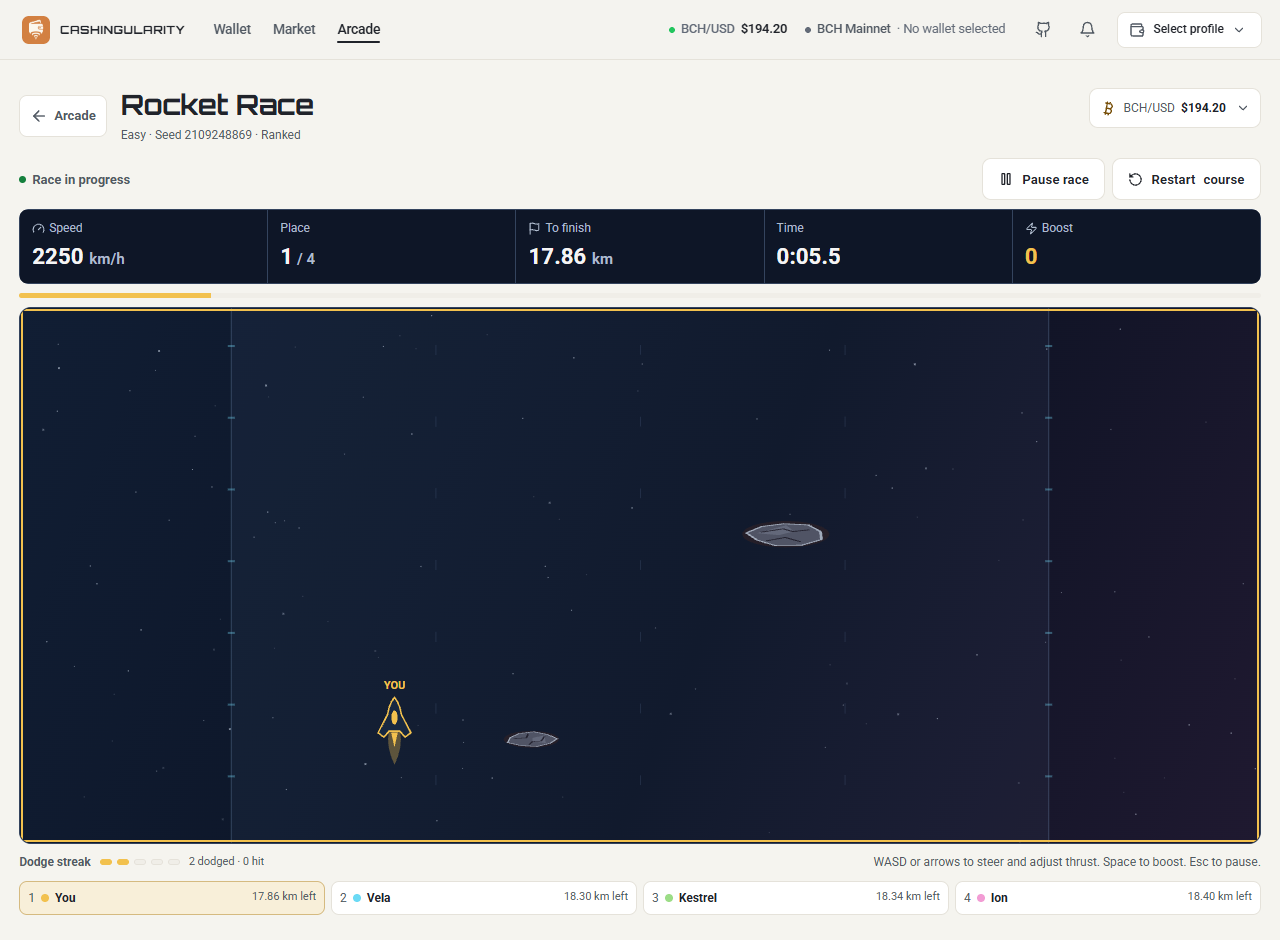 CASHINGULARITY Wallet Market Arcade BCH/USD $194.20 BCH Mainnet · No wallet selected Select profile
Arcade
Rocket Race
Easy · Seed 2109248869 · Ranked
BCH/USD $194.20
Race in progress
Pause race
Restart course
Speed
2250 km/h
Place
1 / 4
To finish
17.86 km
Time
0:05.5
Boost
0
YOU
Dodge streak 2 dodged · 0 hit
WASD or arrows to steer and adjust thrust. Space to boost. Esc to pause.
1 You 17.86 km left
2 Vela 18.30 km left
3 Kestrel 18.34 km left
4 Ion 18.40 km left